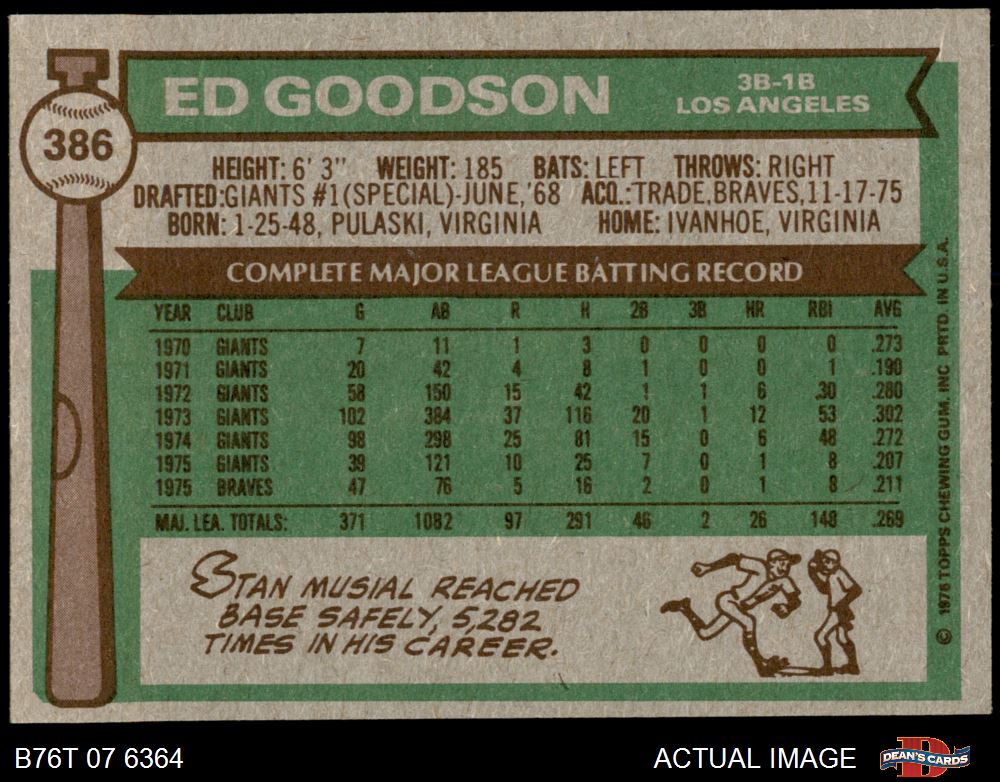 386
ED GOODSON
3B-1B
LOS ANGELES
HEIGHT: 6' 3" WEIGHT: 185 BATS: LEFT THROWS: RIGHT
DRAFTED: GIANTS #1(SPECIAL)-JUNE, '68 ACQ.: TRADE, BRAVES, 11-17-75
BORN: 1-25-48, PULASKI, VIRGINIA HOME: IVANHOE, VIRGINIA
COMPLETE MAJOR LEAGUE BATTING RECORD
YEAR CLUB G AB R H 2B 3B HR RBI AVG
1970 GIANTS 7 11 1 3 0 0 0 0 .273
1971 GIANTS 20 42 4 8 1 0 0 1 .190
1972 GIANTS 58 150 15 42 1 1 6 .30 .280
1973 GIANTS 102 384 37 116 20 1 12 53 .302
1974 GIANTS 98 298 25 81 15 0 6 48 .272
1975 GIANTS 39 121 10 25 7 0 1 8 .207
1975 BRAVES 47 76 5 16 2 0 1 8 .211
MAJ. LEA. TOTALS: 371 1082 97 291 46 2 26 148 .269
STAN MUSIAL REACHED
BASE SAFELY, 5,282
TIMES IN HIS CAREER.
© 1976 TOPPS CHEWING GUM, INC PRTD. IN U.S.A.
B76T 07 6364
ACTUAL IMAGE
DEAN'S CARDS